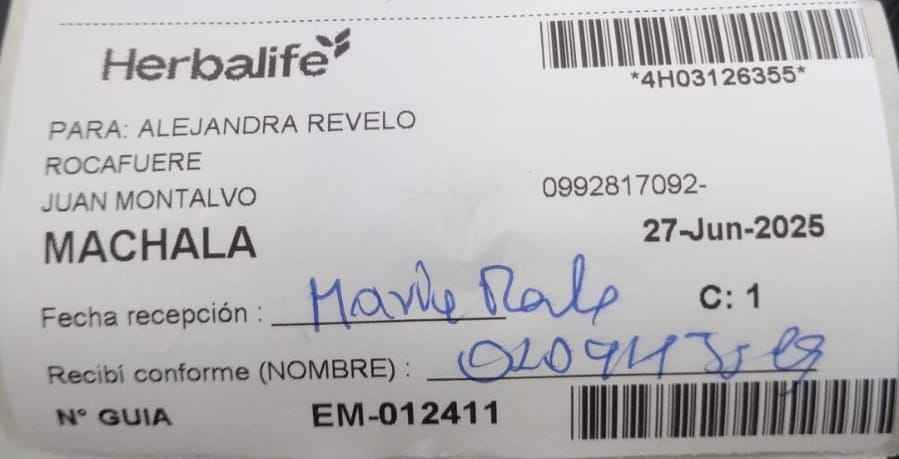 Herbalife
*4H03126355*
PARA: ALEJANDRA REVELO
ROCAFUERE
JUAN MONTALVO
0992817092-
MACHALA
27-Jun-2025
Fecha recepción :
C: 1
Recibí conforme (NOMBRE) :
N° GUIA EM-012411